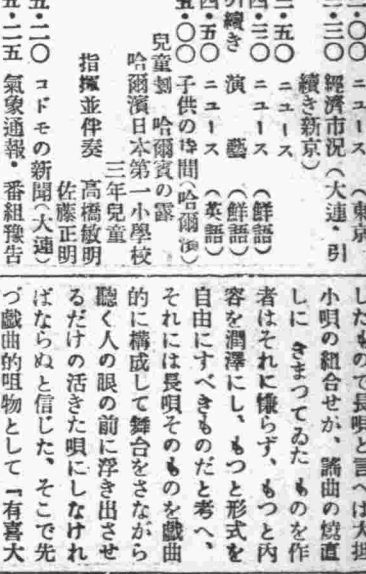 ・〇〇 ニュース (東京
・三〇 經濟市況(大連・引
續き新京)
三・五〇 ニュース
四・三〇 ニュース (鮮語)
引續き 演藝 (鮮語)
四・五〇 ニュース (英語)
五・〇〇 子供の時間(哈爾濱)
兒童劇 哈爾賓の露
哈爾濱日本第一小學校
三年兒童
指揮並伴奏 高橋敏明
佐藤正明
五・二〇 コドモの新聞(大連)
五・二五 氣象通報・番組豫告
したもので長唄と言へば大抵
小唄の組合せか、謠曲の燒直
しに きまつてゐた ものを作
者はそれに慊らず、もつと内
容を潤澤にし、もつと形式を
自由にすべきものだと考へ、
それには長唄そのものを戲曲
的に構成して舞台をさながら
聽く人の眼の前に浮き出させ
るだけの活きた唄にしなけれ
ばならぬと信じた、そこで先
づ戲曲的唄物として「有喜大